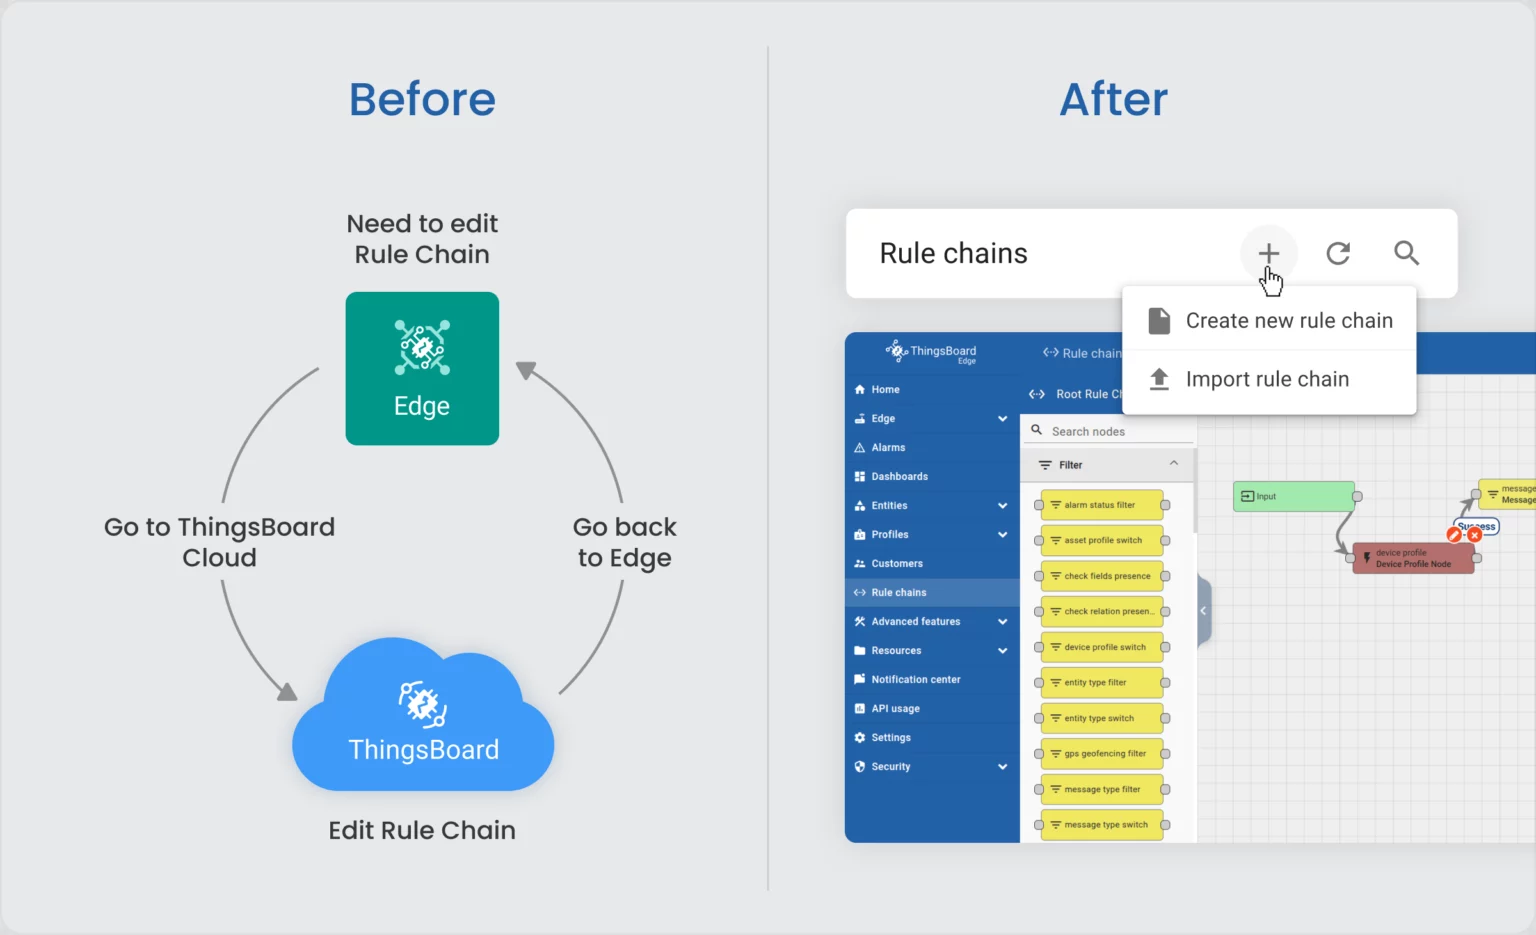 Before
Need to edit
Rule Chain
Edge
Go to ThingsBoard
Cloud
Go back
to Edge
ThingsBoard
Edit Rule Chain
After
Rule chains
Create new rule chain
Import rule chain
ThingsBoard
Edge
Rule chain
Root Rule Ch
Home
Edge
Alarms
Dashboards
Entities
Profiles
Customers
Rule chains
Advanced features
Resources
Notification center
API usage
Settings
Security
Search nodes
Filter
alarm status filter
asset profile switch
check fields presence
check relation presen...
device profile switch
entity type filter
entity type switch
gps geofencing filter
message type filter
message type switch
Input
message
Message
Success
device profile
Device Profile Node